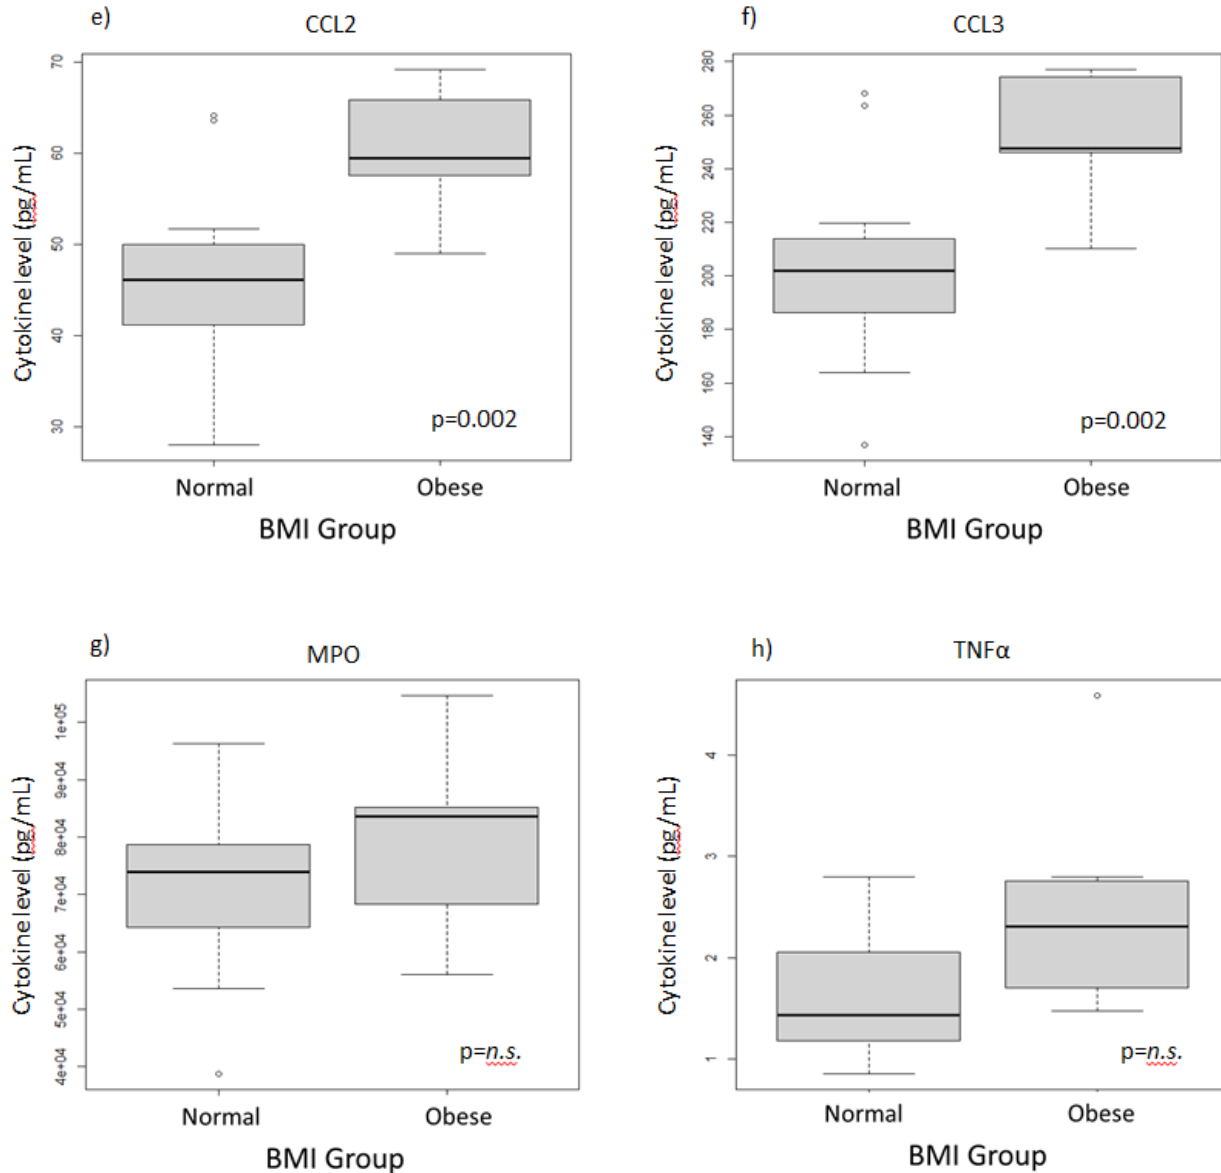 e)
CCL2
Cytokine level (pg/mL)
70
60
50
40
30
p=0.002
Normal
Obese
BMI Group
f)
CCL3
Cytokine level (pg/mL)
280
260
240
220
200
180
160
140
p=0.002
Normal
Obese
BMI Group
g)
MPO
Cytokine level (pg/mL)
1e+05
9e+04
8e+04
7e+04
6e+04
5e+04
4e+04
p=n.s.
Normal
Obese
BMI Group
h)
TNFα
Cytokine level (pg/mL)
4
3
2
1
p=n.s.
Normal
Obese
BMI Group